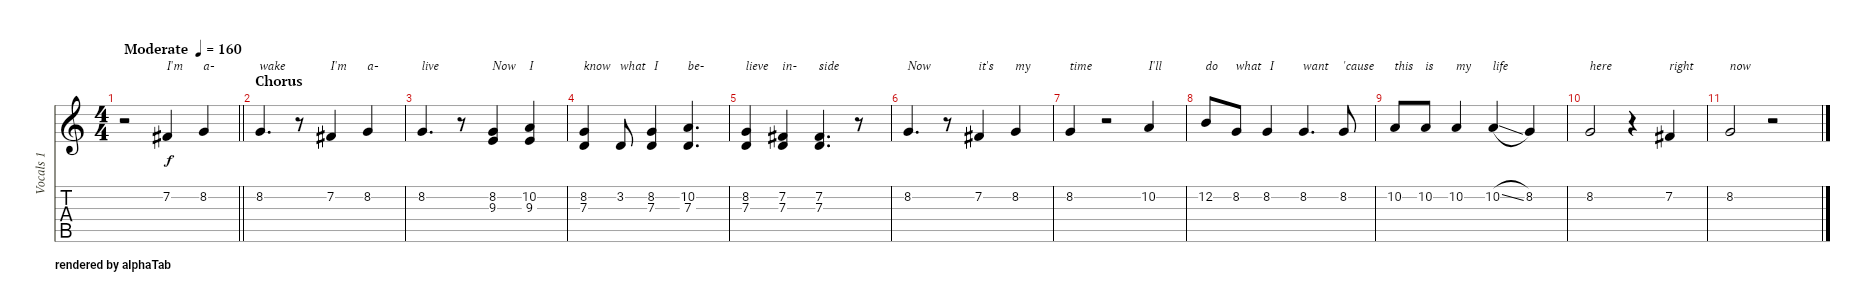 Moderate ♩ = 160
I'm a- wake I'm a- live Now I know what I be- lieve in- side Now it's my time I'll do what I want 'cause this is my life here right now
Chorus
1 2 3 4 5 6 7 8 9 10 11
4
4
f
Vocals 1
7 8 8 7 8 8 8 10 8 3 8 10 8 7 7 8 7 8 8 10 12 8 8 8 8 10 10 10 10 8 8 7 8
9 9 7 7 7 7 7 7
TAB
rendered by alphaTab